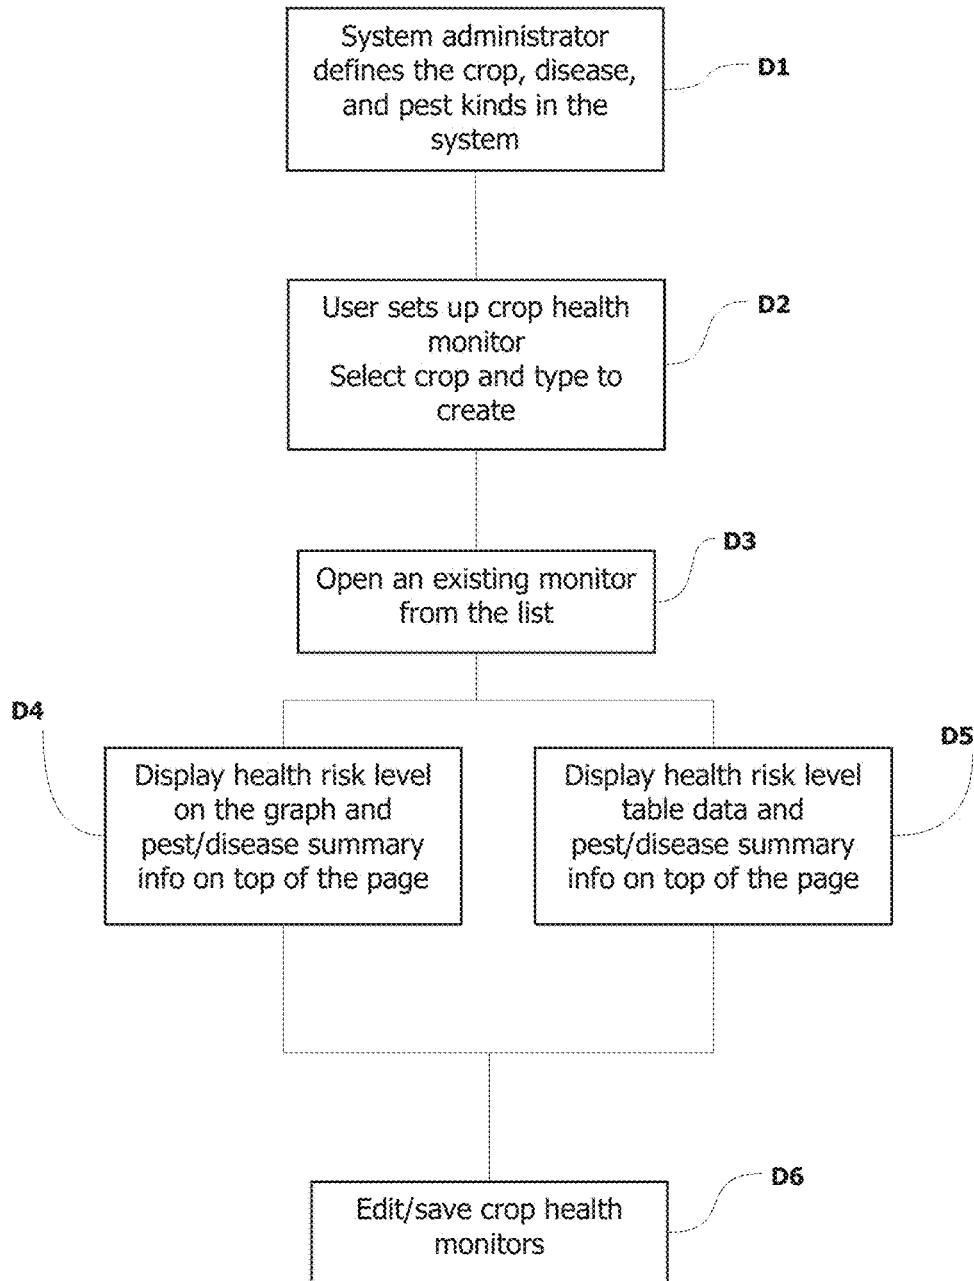 System administrator
defines the crop, disease,
and pest kinds in the
system
D1
User sets up crop health
monitor
Select crop and type to
create
D2
Open an existing monitor
from the list
D3
D4
Display health risk level
on the graph and
pest/disease summary
info on top of the page
D5
Display health risk level
table data and
pest/disease summary
info on top of the page
Edit/save crop health
monitors
D6